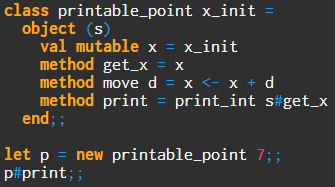 class printable_point x_init =
  object (s)
    val mutable x = x_init
    method get_x = x
    method move d = x <- x + d
    method print = print_int s#get_x
  end;;

let p = new printable_point 7;;
p#print;;